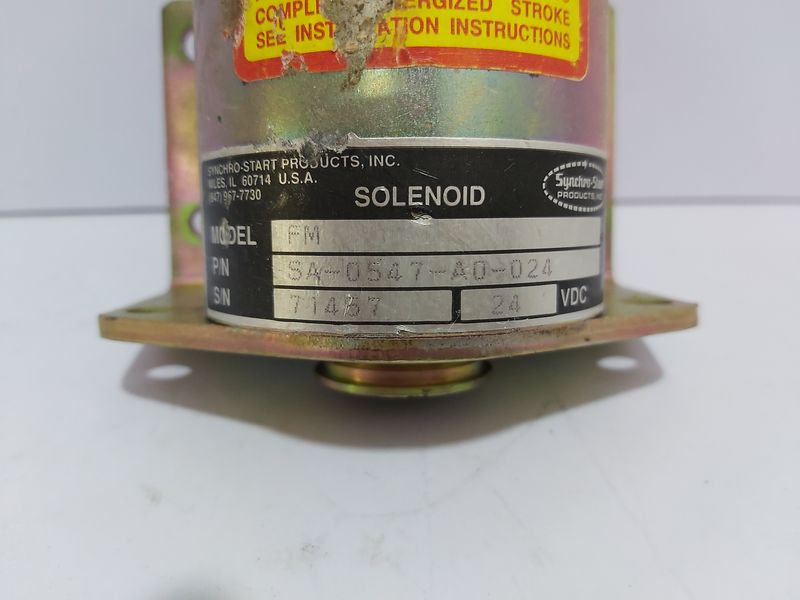 COMPLE ERGIZED STROKE
SEE INST ATION INSTRUCTIONS
SYNCHRO-START PRODUCTS, INC.
NILES, IL 60714 U.S.A.
(847) 967-7730
SOLENOID
Synchro-Start
PRODUCTS, INC
MODEL FM
P/N SA-0547-A0-024
S/N 71467 24 VDC